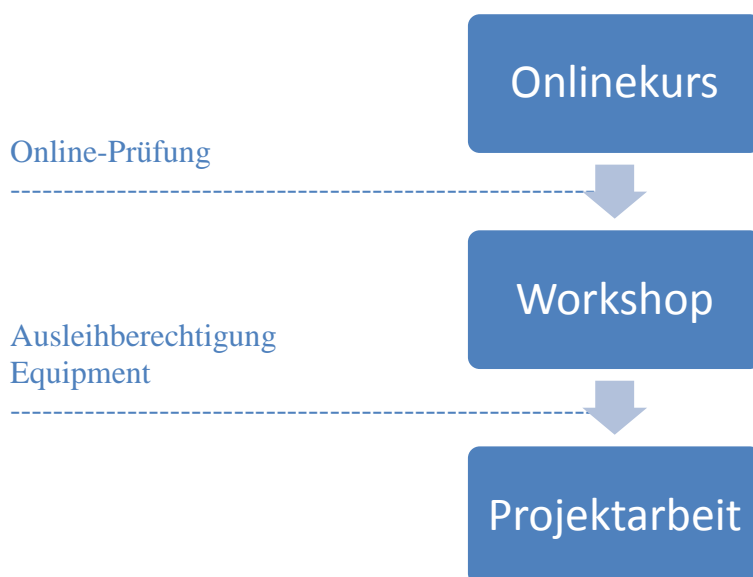 Onlinekurs
Online-Prüfung
Workshop
Ausleihberechtigung
Equipment
Projektarbeit